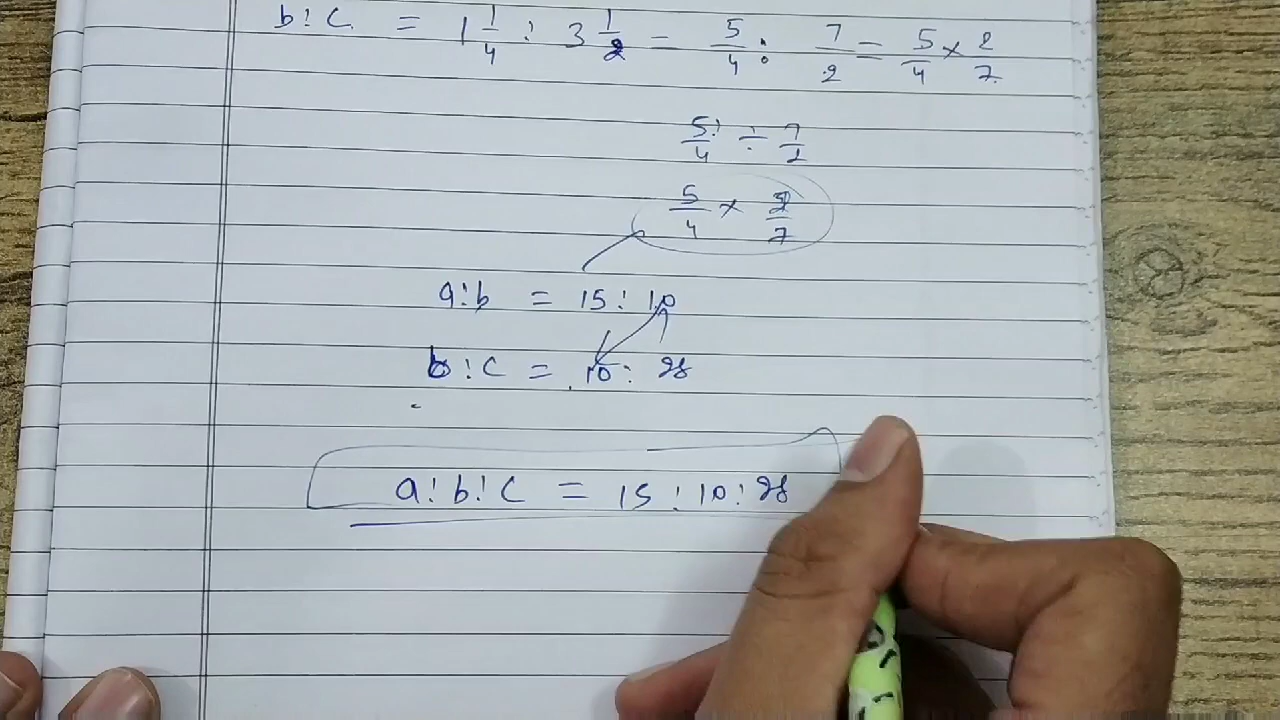 b : C = 1 1/4 : 3 1/2 = 5/4 : 7/2 = 5/4 × 2/7
5/4 ÷ 7/2
5/4 × 2/7
a : b = 15 : 10
b : C = 10 : 28
a : b : C = 15 : 10 : 28